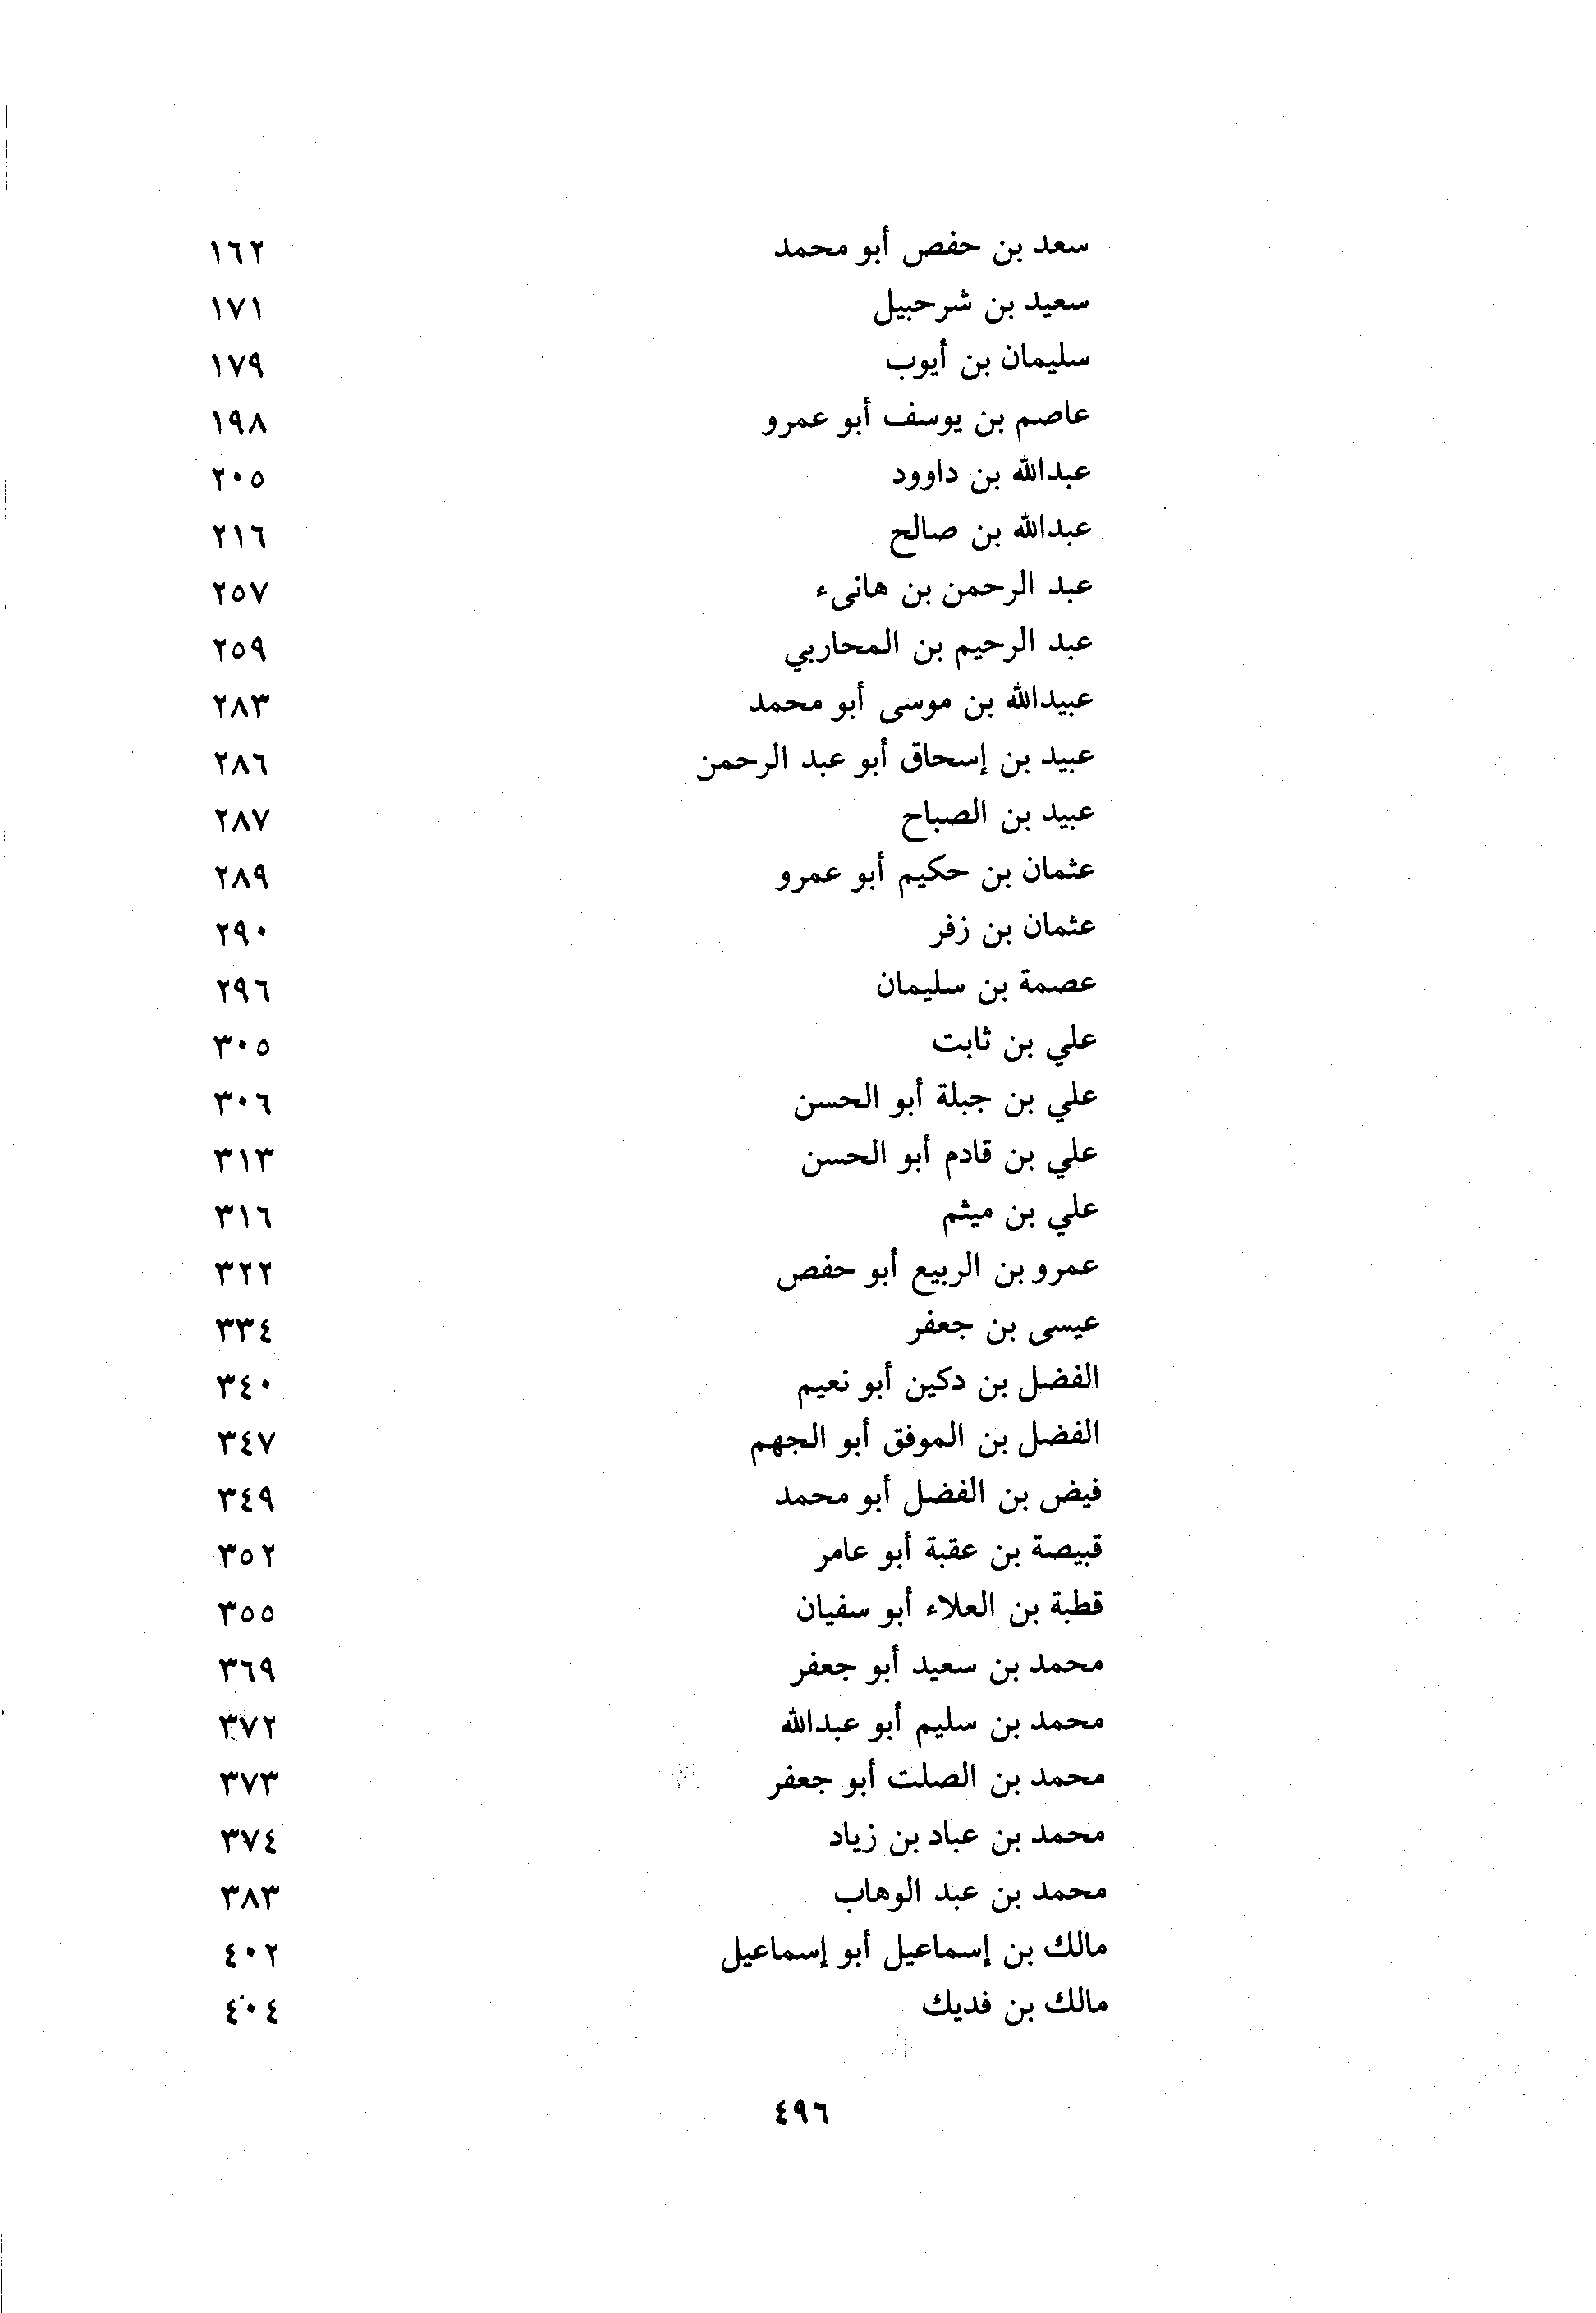 سعد بن حفص أبو محمد ١٦٢
سعيد بن شرحبيل ١٧١
سليمان بن أيوب ١٧٩
عاصم بن يوسف أبو عمرو ١٩٨
عبدالله بن داوود ٢٠٥
عبدالله بن صالح ٢١٦
عبد الرحمن بن هانىء ٢٥٧
عبد الرحيم بن المحاربي ٢٥٩
عبيدالله بن موسى أبو محمد ٢٨٣
عبيد بن إسحاق أبو عبد الرحمن ٢٨٦
عبيد بن الصباح ٢٨٧
عثمان بن حكيم أبو عمرو ٢٨٩
عثمان بن زفر ٢٩٠
عصمة بن سليمان ٢٩٦
علي بن ثابت ٣٠٥
علي بن جبلة أبو الحسن ٣٠٦
علي بن قادم أبو الحسن ٣١٣
علي بن ميثم ٣١٦
عمرو بن الربيع أبو حفص ٣٢٢
عيسى بن جعفر ٣٣٤
الفضل بن دكين أبو نعيم ٣٤٠
الفضل بن الموفق أبو الجهم ٣٤٧
فيض بن الفضل أبو محمد ٣٤٩
قبيصة بن عقبة أبو عامر ٣٥٢
قطبة بن العلاء أبو سفيان ٣٥٥
محمد بن سعيد أبو جعفر ٣٦٩
محمد بن سليم أبو عبدالله ٣٧٢
محمد بن الصلت أبو جعفر ٣٧٣
محمد بن عباد بن زياد ٣٧٤
محمد بن عبد الوهاب ٣٨٣
مالك بن إسماعيل أبو إسماعيل ٤٠٢
مالك بن فديك ٤٠٤
٤٩٦